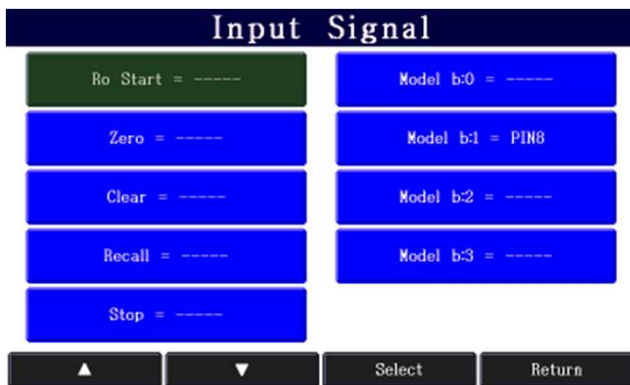 Input Signal
Ro Start = -----
Zero = -----
Clear = -----
Recall = -----
Stop = -----
Model b:0 = -----
Model b:1 = PIN8
Model b:2 = -----
Model b:3 = -----
▲ ▼ Select Return